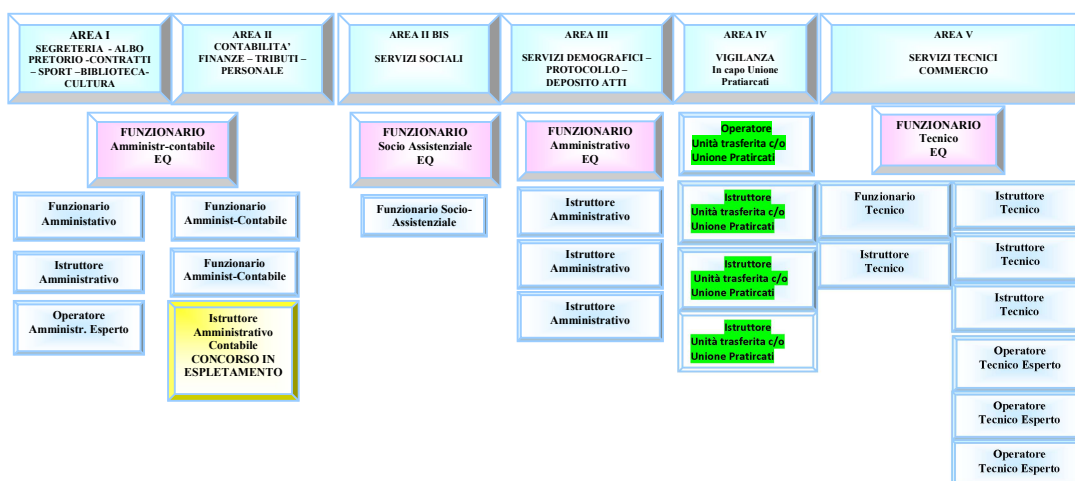 AREA I
SEGRETERIA - ALBO
PRETORIO -CONTRATTI
– SPORT –BIBLIOTECA-
CULTURA
AREA II
CONTABILITA’
FINANZE – TRIBUTI –
PERSONALE
AREA II BIS
SERVIZI SOCIALI
AREA III
SERVIZI DEMOGRAFICI –
PROTOCOLLO –
DEPOSITO ATTI
AREA IV
VIGILANZA
In capo Unione
Pratiarcati
AREA V
SERVIZI TECNICI
COMMERCIO
FUNZIONARIO
Amministr-contabile
EQ
FUNZIONARIO
Socio Assistenziale
EQ
FUNZIONARIO
Amministrativo
EQ
Operatore
Unità trasferita c/o
Unione Pratircati
FUNZIONARIO
Tecnico
EQ
Funzionario
Amministativo
Funzionario
Amminist-Contabile
Funzionario Socio-
Assistenziale
Istruttore
Amministrativo
Istruttore
Unità trasferita c/o
Unione Pratircati
Funzionario
Tecnico
Istruttore
Tecnico
Istruttore
Amministrativo
Funzionario
Amminist-Contabile
Istruttore
Amministrativo
Istruttore
Unità trasferita c/o
Unione Pratircati
Istruttore
Tecnico
Istruttore
Tecnico
Operatore
Amministr. Esperto
Istruttore
Amministrativo
Contabile
CONCORSO IN
ESPLETAMENTO
Istruttore
Amministrativo
Istruttore
Unità trasferita c/o
Unione Pratircati
Istruttore
Tecnico
Operatore
Tecnico Esperto
Operatore
Tecnico Esperto
Operatore
Tecnico Esperto